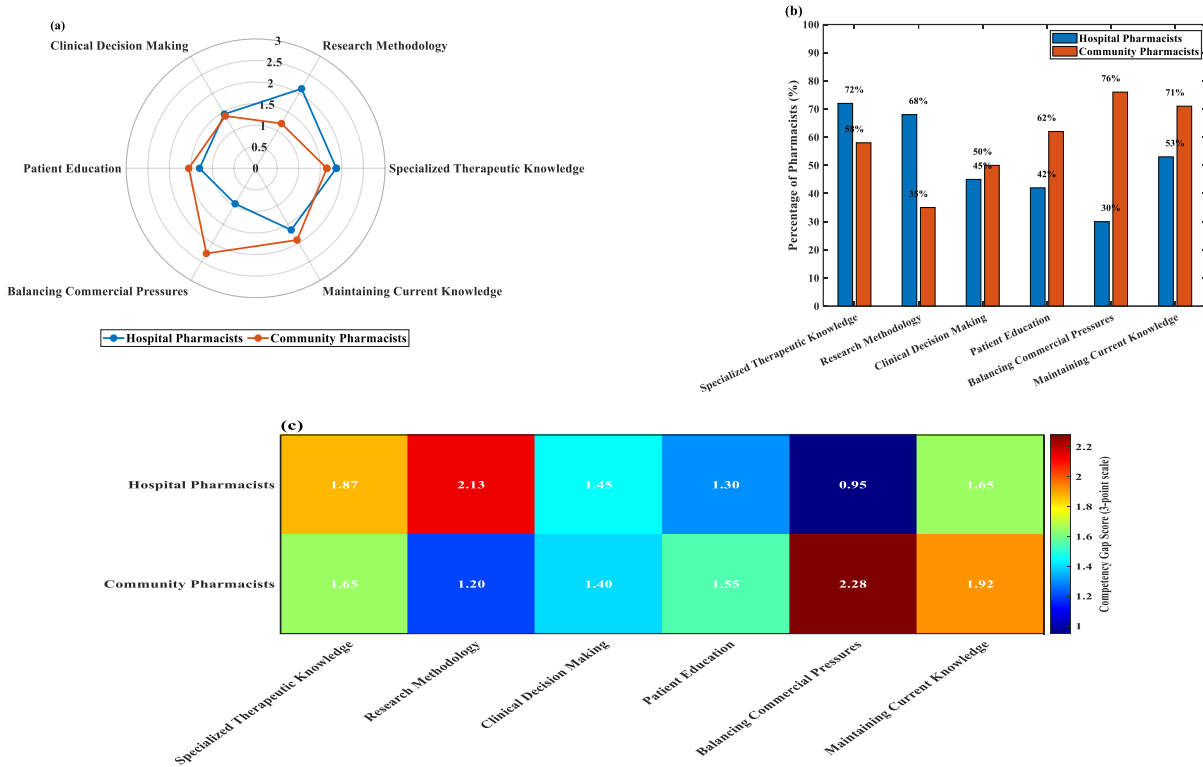 (a)
Clinical Decision Making
Research Methodology
3
2.5
2
1.5
1
0
Patient Education
Specialized Therapeutic Knowledge
Balancing Commercial Pressures
Maintaining Current Knowledge
Hospital Pharmacists
Community Pharmacists
(b)
Percentage of Pharmacists (%)
100
90
80
70
60
50
40
30
20
10
0
Hospital Pharmacists
Community Pharmacists
72%
58%
68%
35%
45%
50%
42%
62%
30%
76%
53%
71%
Specialized Therapeutic Knowledge
Research Methodology
Clinical Decision Making
Patient Education
Balancing Commercial Pressures
Maintaining Current Knowledge
(c)
Hospital Pharmacists
1.87 2.13 1.45 1.30 0.95 1.65
Community Pharmacists
1.65 1.20 1.40 1.55 2.28 1.92
Specialized Therapeutic Knowledge
Research Methodology
Clinical Decision Making
Patient Education
Balancing Commercial Pressures
Maintaining Current Knowledge
2.2
2
1.8
1.6
1.4
1.2
1
Competency Gap Score (3-point scale)